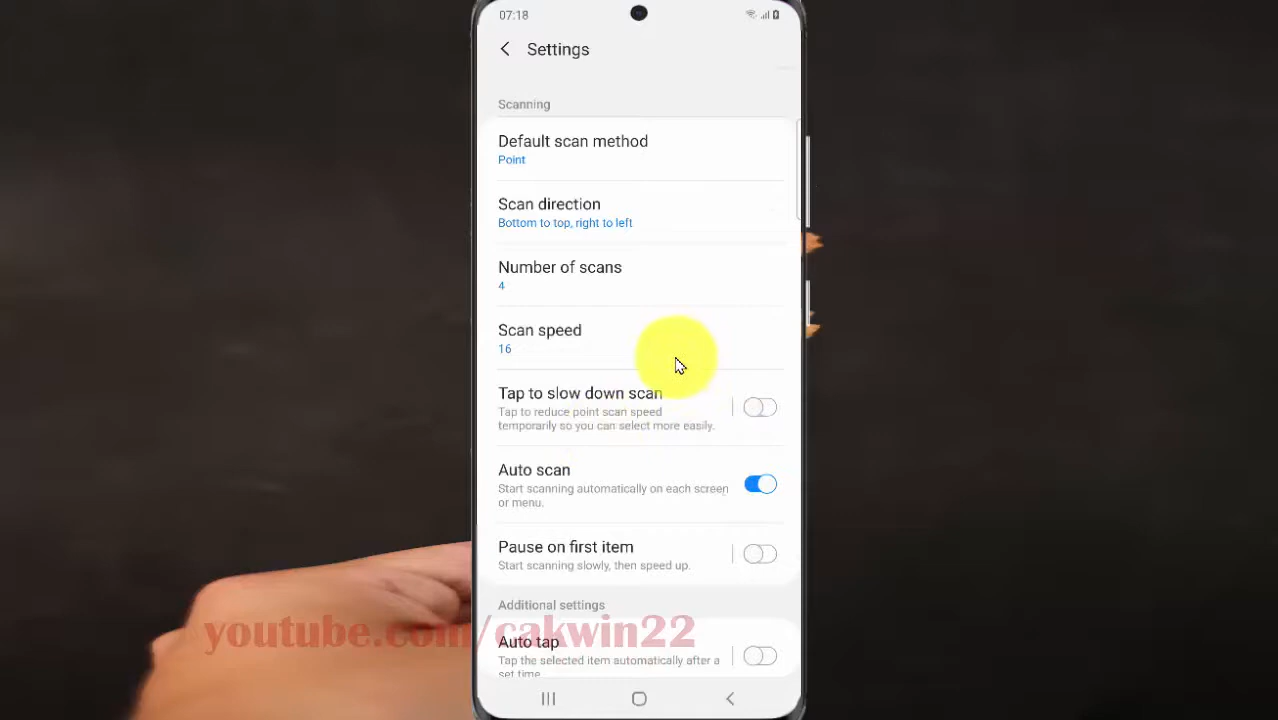 07:18
Settings
Scanning
Default scan method
Point
Scan direction
Bottom to top, right to left
Number of scans
4
Scan speed
16
Tap to slow down scan
Tap to reduce point scan speed
temporarily so you can select more easily.
Auto scan
Start scanning automatically on each screen
or menu.
Pause on first item
Start scanning slowly, then speed up.
Additional settings
youtube.com/cakwin22
Auto tap
Tap the selected item automatically after a
set time.